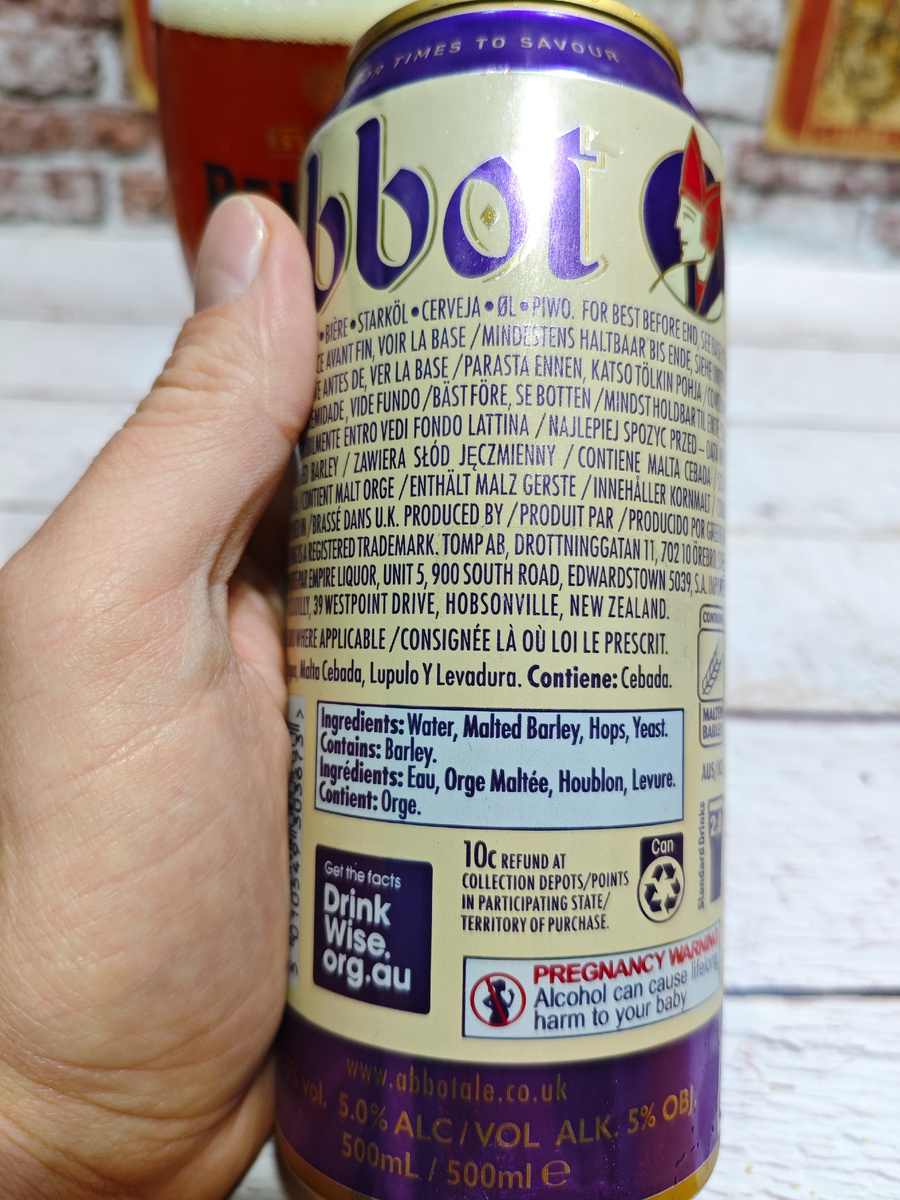 TIMES TO SAVOUR
bbot
• BIÈRE • STARKÖL • CERVEJA • ØL • PIWO. FOR BEST BEFORE END, SEE
AVANT FIN, VOIR LA BASE / MINDESTENS HALTBAAR BIS ENDE, SIEHE
ANTES DE, VER LA BASE / PARASTA ENNEN, KATSO TÖLKIN POHJA /
VIDE FUNDO / BÄST FÖRE, SE BOTTEN / MINDST HOLDBAR TIL
ENTRO VEDI FONDO LATTINA / NAJLEPIEJ SPOZYC PRZED –
BARLEY / ZAWIERA SŁÓD JĘCZMIENNY / CONTIENE MALTA CEBADA /
/ CONTIENT MALT ORGE / ENTHÄLT MALZ GERSTE / INNEHÅLLER KORNMALT /
/ BRASSÉ DANS U.K. PRODUCED BY / PRODUIT PAR / PRODUCIDO POR
IS A REGISTERED TRADEMARK. TOMP AB, DROTTNINGGATAN 11, 702 10 ÖREBRO
PAR EMPIRE LIQUOR, UNIT 5, 900 SOUTH ROAD, EDWARDSTOWN 5039, S.A.
39 WESTPOINT DRIVE, HOBSONVILLE, NEW ZEALAND.
WHERE APPLICABLE / CONSIGNÉE LÀ OÙ LOI LE PRESCRIT.
Malta Cebada, Lupulo Y Levadura. Contiene: Cebada.
Ingredients: Water, Malted Barley, Hops, Yeast.
Contains: Barley.
Ingrédients: Eau, Orge Maltée, Houblon, Levure.
Contient: Orge.
MALTED
BARLEY
Standard Drinks
Can
10c REFUND AT
COLLECTION DEPOTS/POINTS
IN PARTICIPATING STATE/
TERRITORY OF PURCHASE.
Get the facts
Drink
Wise.
org.au
PREGNANCY WARNING
Alcohol can cause lifelong
harm to your baby
www.abbotale.co.uk
vol. 5.0% ALC/VOL ALK. 5% OBJ.
500mL / 500ml e